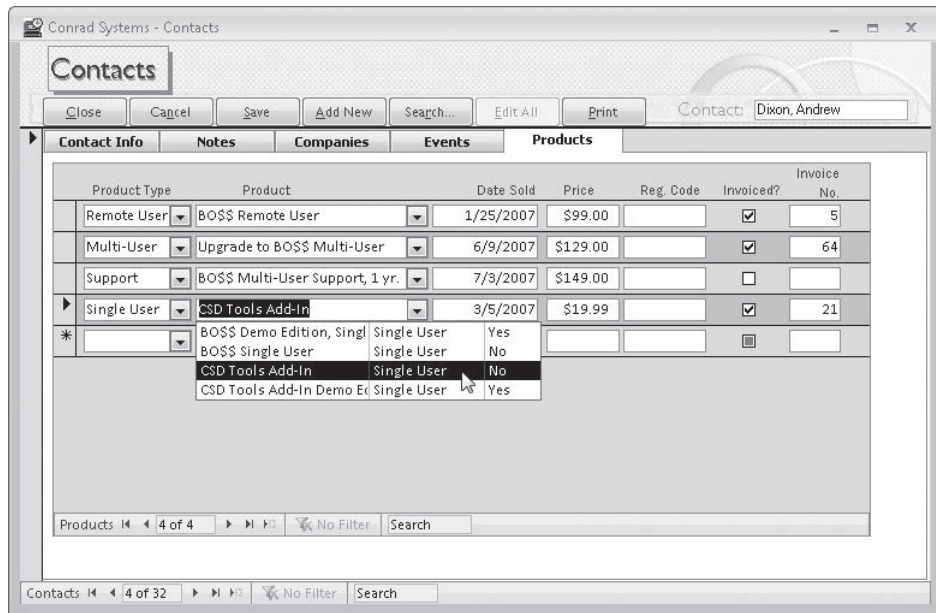 Conrad Systems - Contacts
Contacts
Close Cancel Save Add New Search... Edit All Print Contact: Dixon, Andrew
Contact Info Notes Companies Events Products
Product Type Product Date Sold Price Reg. Code Invoiced? Invoice No.
Remote User BO$$ Remote User 1/25/2007 $99.00 5
Multi-User Upgrade to BO$$ Multi-User 6/9/2007 $129.00 64
Support BO$$ Multi-User Support, 1 yr. 7/3/2007 $149.00
Single User CSD Tools Add-In 3/5/2007 $19.99 21
BO$$ Demo Edition, Singl Single User Yes
BO$$ Single User Single User No
CSD Tools Add-In Single User No
CSD Tools Add-In Demo Ec Single User Yes
Products 4 of 4 No Filter Search
Contacts 4 of 32 No Filter Search